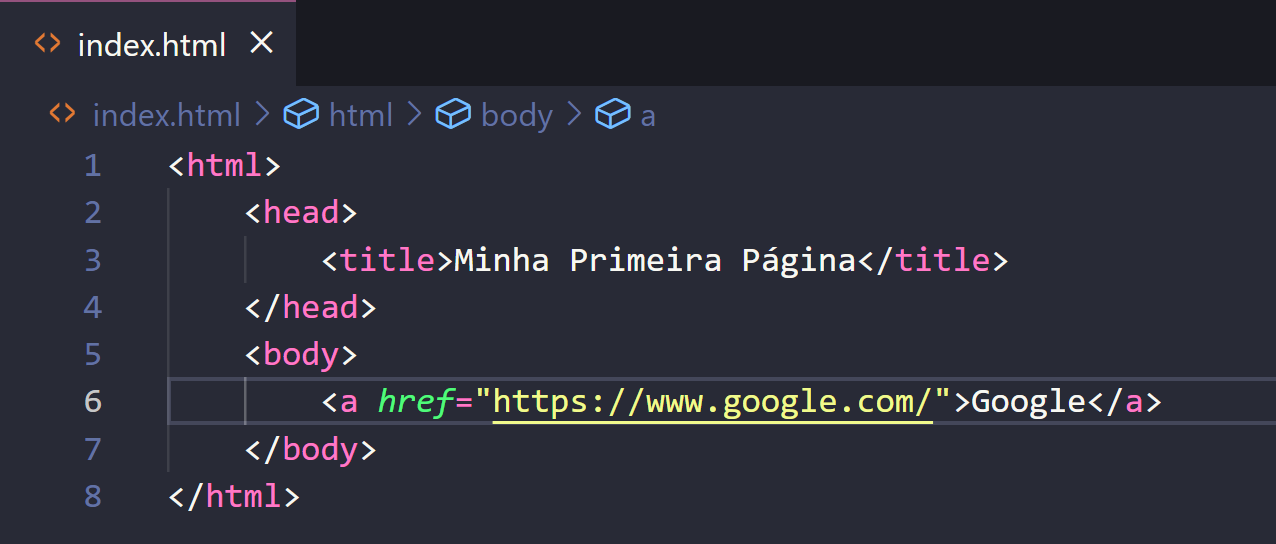 index.html
index.html > html > body > a
1 <html>
2     <head>
3         <title>Minha Primeira Página</title>
4     </head>
5     <body>
6         <a href="https://www.google.com/">Google</a>
7     </body>
8 </html>